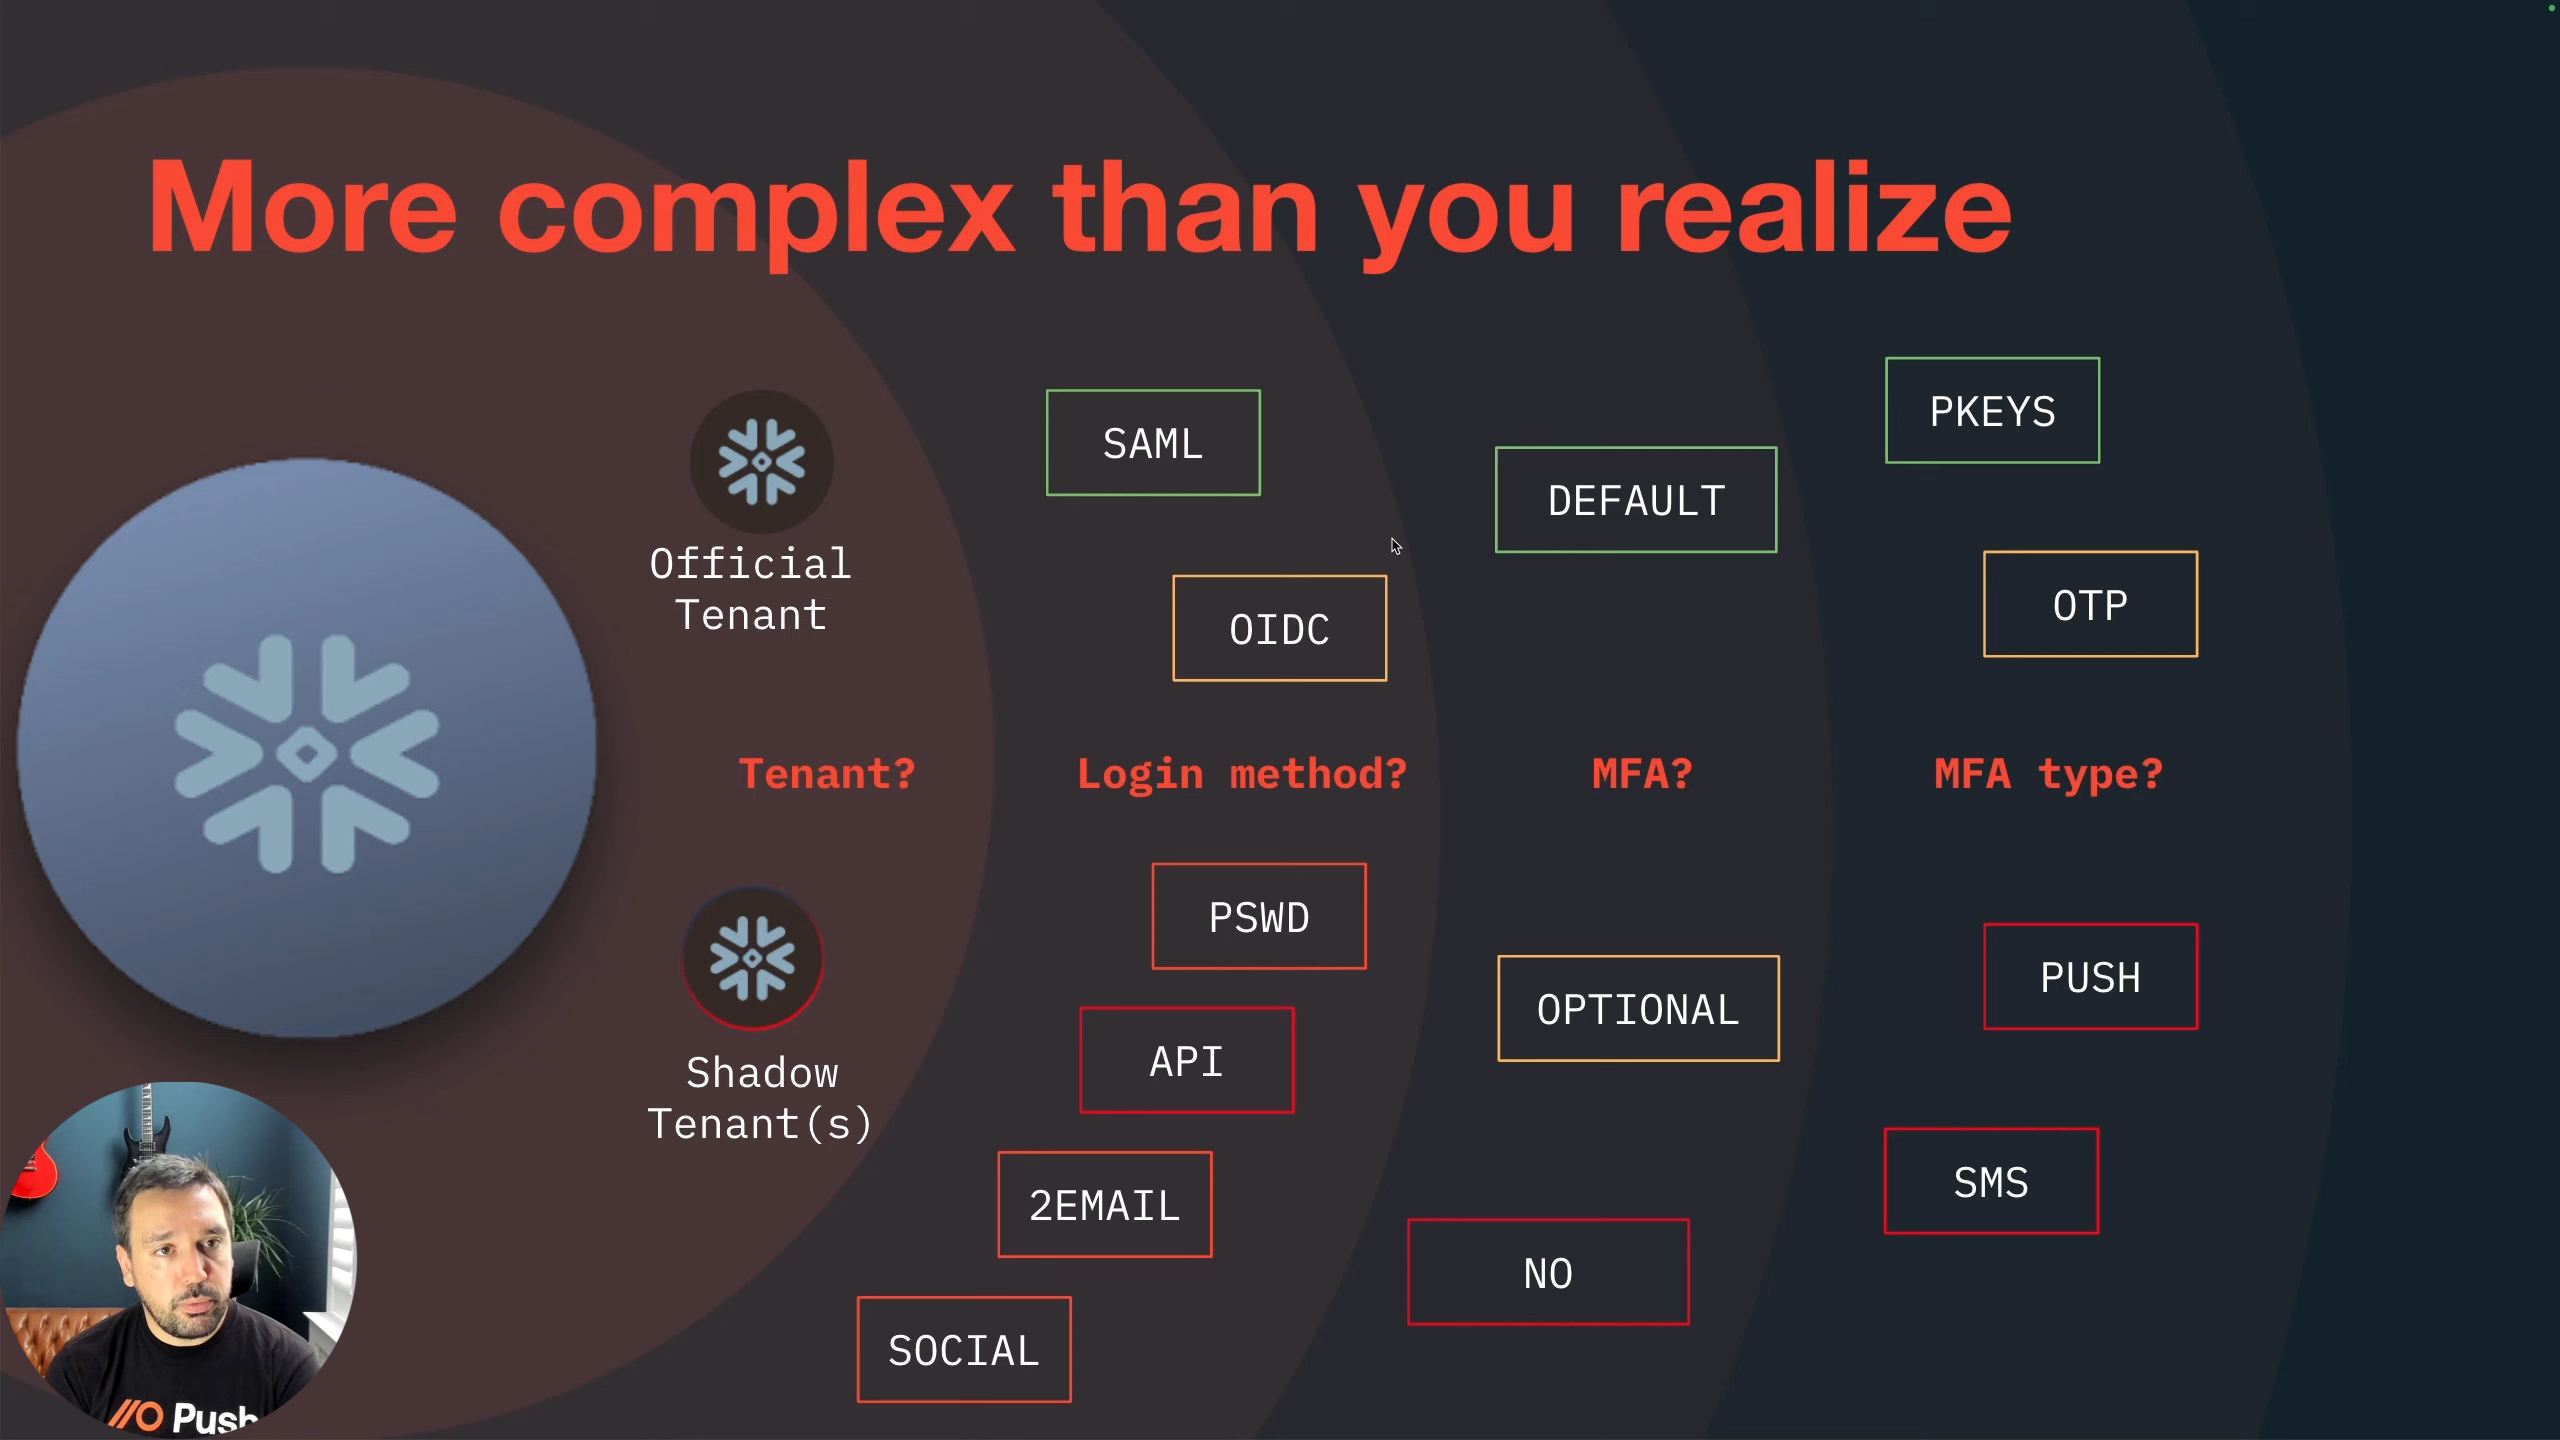 More complex than you realize
Official
Tenant
Tenant?
Shadow
Tenant(s)
SAML
OIDC
Login method?
PSWD
API
2EMAIL
SOCIAL
DEFAULT
MFA?
OPTIONAL
NO
PKEYS
OTP
MFA type?
PUSH
SMS
Push